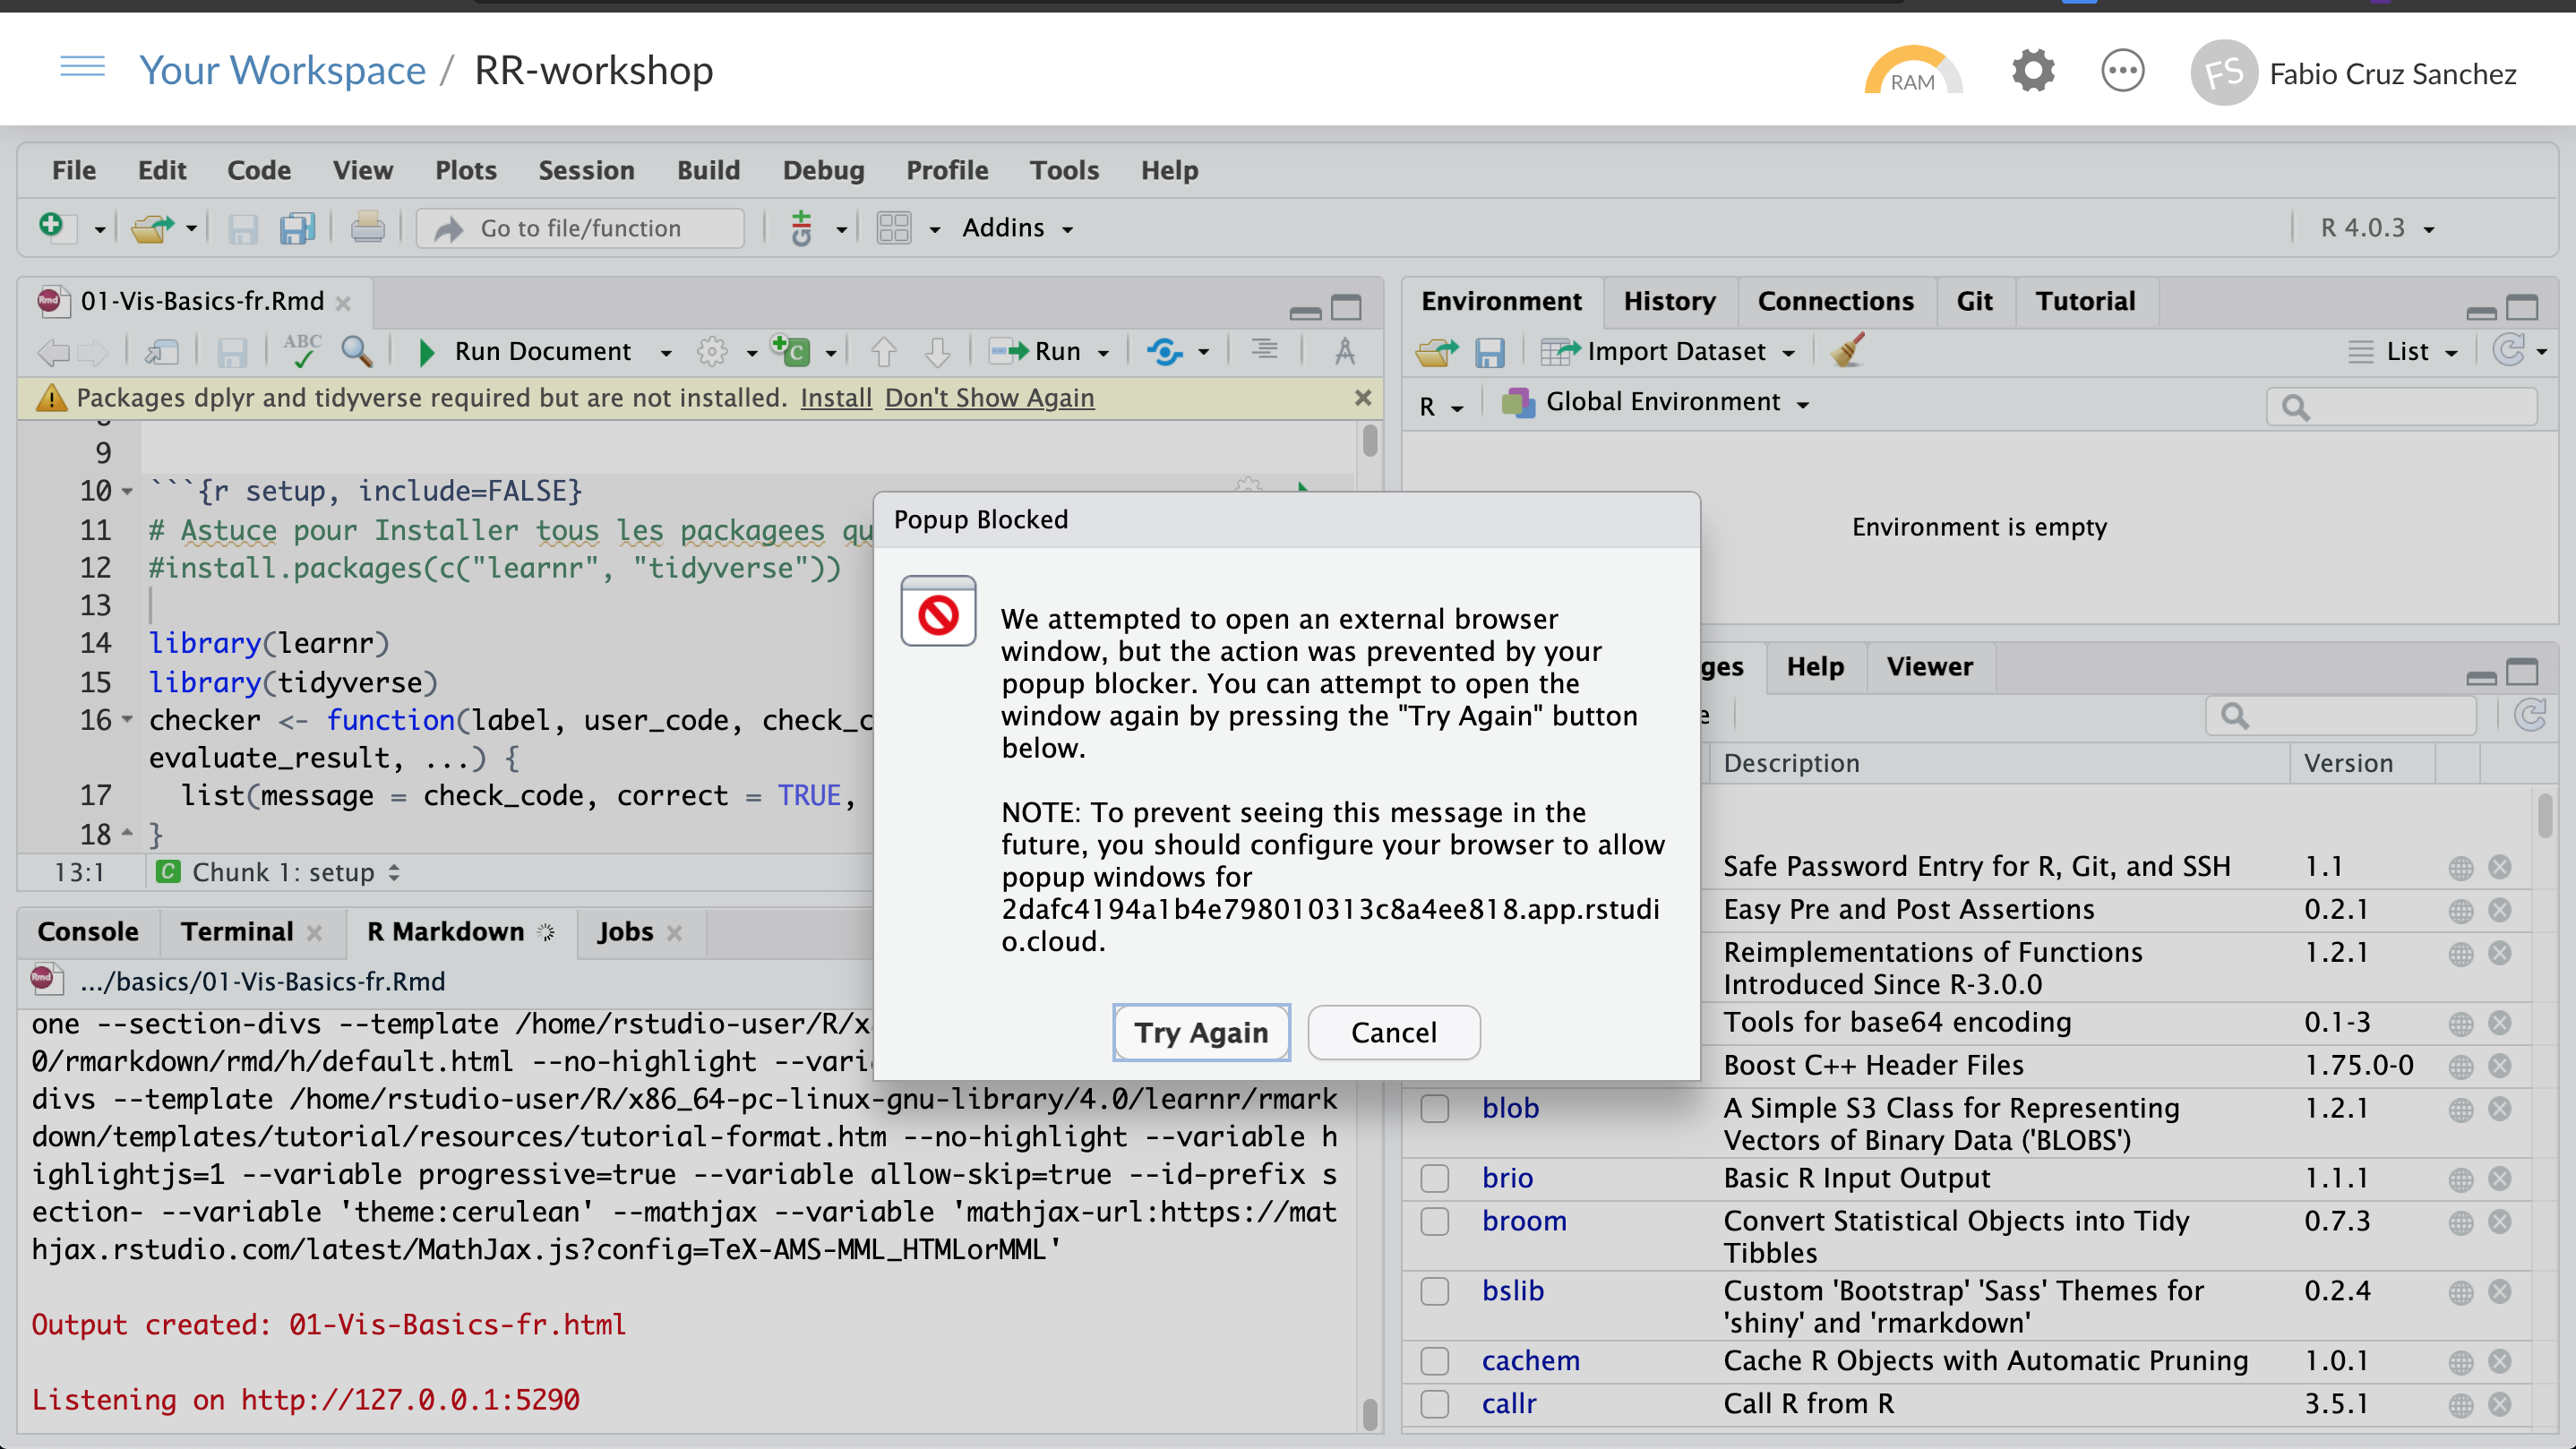 Your Workspace / RR-workshop
RAM
FS Fabio Cruz Sanchez
File Edit Code View Plots Session Build Debug Profile Tools Help
Go to file/function
Git
Addins
R 4.0.3
01-Vis-Basics-fr.Rmd
ABC
Run Document
Run
Packages dplyr and tidyverse required but are not installed. Install Don't Show Again
9
10 ```{r setup, include=FALSE}
11 # Astuce pour Installer tous les packagees qu
12 #install.packages(c("learnr", "tidyverse"))
13
14 library(learnr)
15 library(tidyverse)
16 checker <- function(label, user_code, check_c
evaluate_result, ...) {
17 list(message = check_code, correct = TRUE,
18 }
13:1 C Chunk 1: setup
Console Terminal R Markdown Jobs
Rmd .../basics/01-Vis-Basics-fr.Rmd
one --section-divs --template /home/rstudio-user/R/x
0/rmarkdown/rmd/h/default.html --no-highlight --vari
divs --template /home/rstudio-user/R/x86_64-pc-linux-gnu-library/4.0/learnr/rmark
down/templates/tutorial/resources/tutorial-format.htm --no-highlight --variable h
ighlightjs=1 --variable progressive=true --variable allow-skip=true --id-prefix s
ection- --variable 'theme:cerulean' --mathjax --variable 'mathjax-url:https://mat
hjax.rstudio.com/latest/MathJax.js?config=TeX-AMS-MML_HTMLorMML'
Output created: 01-Vis-Basics-fr.html
Listening on http://127.0.0.1:5290
Popup Blocked
We attempted to open an external browser
window, but the action was prevented by your
popup blocker. You can attempt to open the
window again by pressing the "Try Again" button
below.
NOTE: To prevent seeing this message in the
future, you should configure your browser to allow
popup windows for
2dafc4194a1b4e798010313c8a4ee818.app.rstudi
o.cloud.
Try Again Cancel
Environment History Connections Git Tutorial
Import Dataset
List
R Global Environment
Environment is empty
ges Help Viewer
e
Description Version
Safe Password Entry for R, Git, and SSH 1.1
Easy Pre and Post Assertions 0.2.1
Reimplementations of Functions 1.2.1
Introduced Since R-3.0.0
Tools for base64 encoding 0.1-3
Boost C++ Header Files 1.75.0-0
blob A Simple S3 Class for Representing 1.2.1
Vectors of Binary Data ('BLOBS')
brio Basic R Input Output 1.1.1
broom Convert Statistical Objects into Tidy 0.7.3
Tibbles
bslib Custom 'Bootstrap' 'Sass' Themes for 0.2.4
'shiny' and 'rmarkdown'
cachem Cache R Objects with Automatic Pruning 1.0.1
callr Call R from R 3.5.1